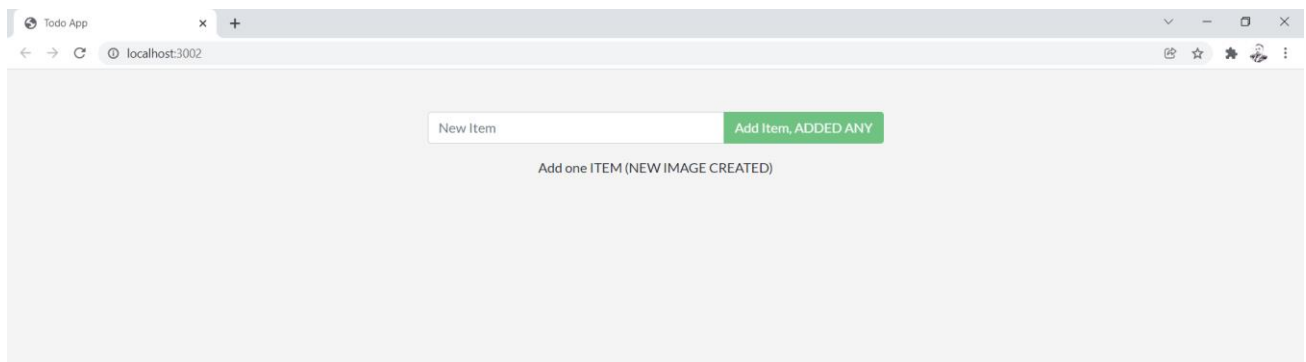 Todo App
localhost:3002
New Item Add Item, ADDED ANY
Add one ITEM (NEW IMAGE CREATED)